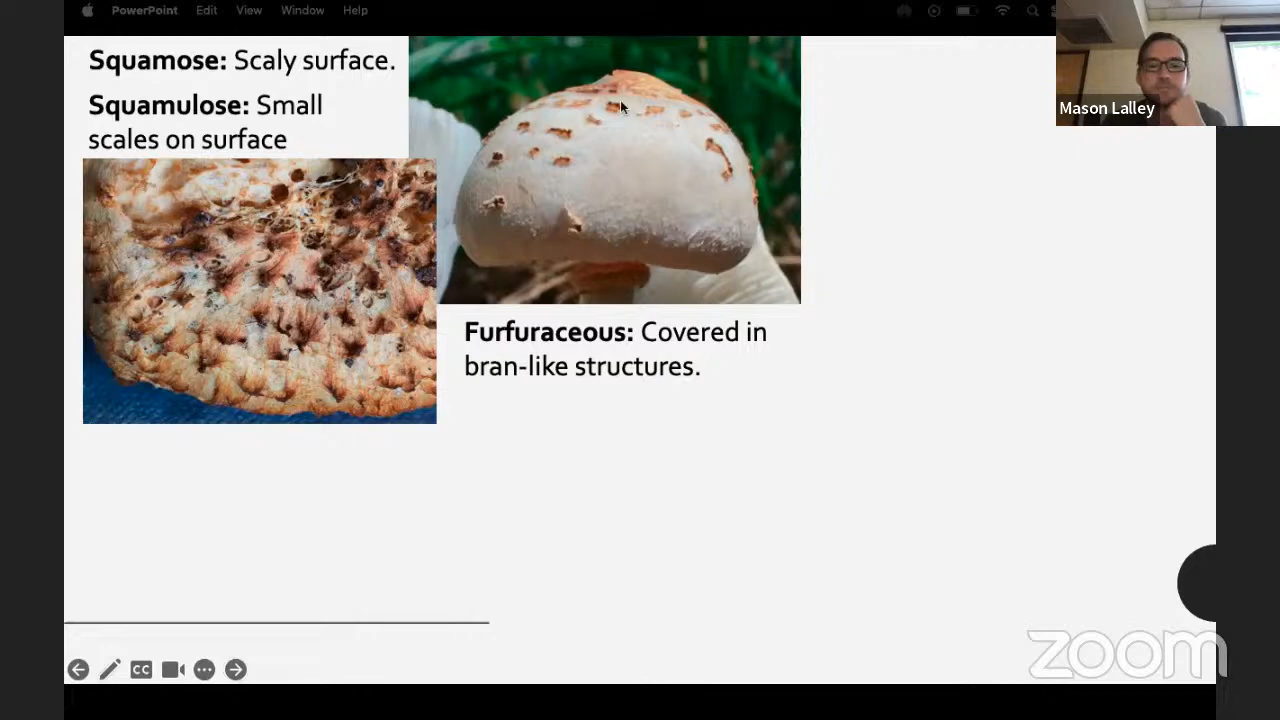 PowerPoint Edit View Window Help
Squamose: Scaly surface.
Squamulose: Small
scales on surface
Mason Lalley
Furfuraceous: Covered in
bran-like structures.
CC
zoom